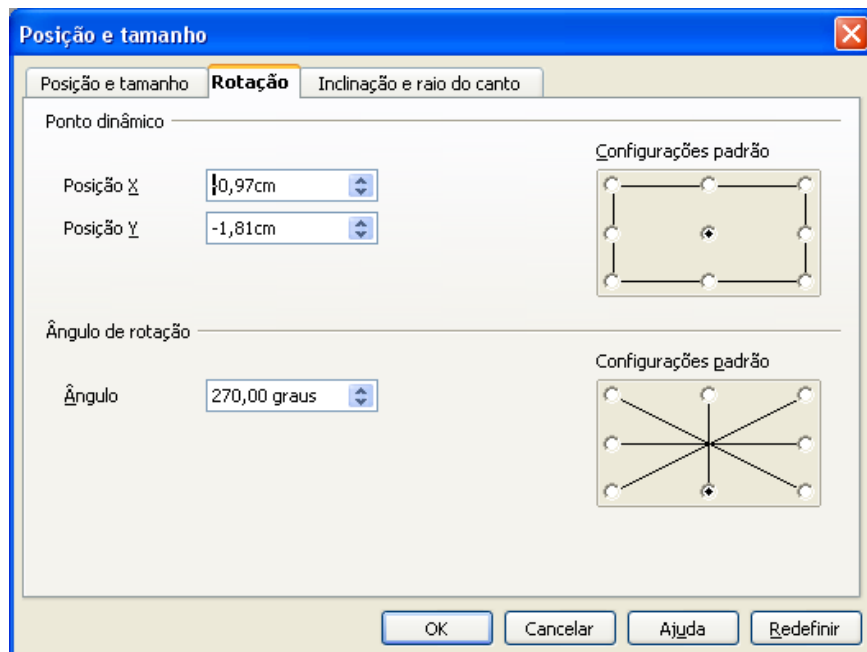 Posição e tamanho
Posição e tamanho Rotação Inclinação e raio do canto
Ponto dinâmico
Configurações padrão
Posição X -0,97cm
Posição Y -1,81cm
Ângulo de rotação
Configurações padrão
Ângulo 270,00 graus
OK Cancelar Ajuda Redefinir